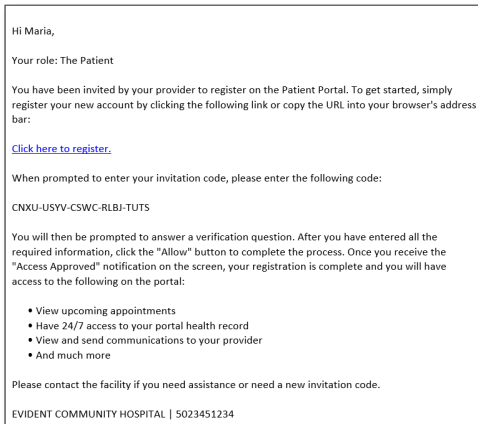 Hi Maria,
Your role: The Patient
You have been invited by your provider to register on the Patient Portal. To get started, simply
register your new account by clicking the following link or copy the URL into your browser's address
bar:
Click here to register.
When prompted to enter your invitation code, please enter the following code:
CNXU-USYV-CSWC-RLBJ-TUTS
You will then be prompted to answer a verification question. After you have entered all the
required information, click the "Allow" button to complete the process. Once you receive the
"Access Approved" notification on the screen, your registration is complete and you will have
access to the following on the portal:
• View upcoming appointments
• Have 24/7 access to your portal health record
• View and send communications to your provider
• And much more
Please contact the facility if you need assistance or need a new invitation code.
EVIDENT COMMUNITY HOSPITAL | 5023451234